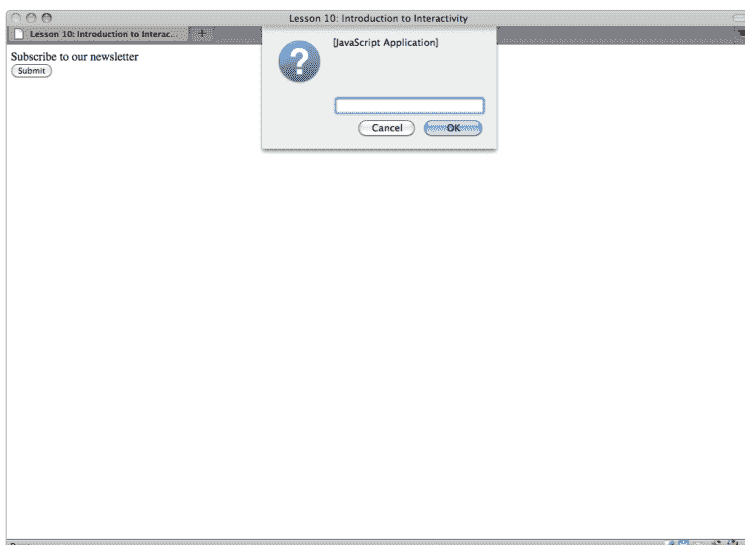 Lesson 10: Introduction to Interactivity
Lesson 10: Introduction to Interac...
+
[JavaScript Application]
?
Subscribe to our newsletter
Submit
Cancel
OK